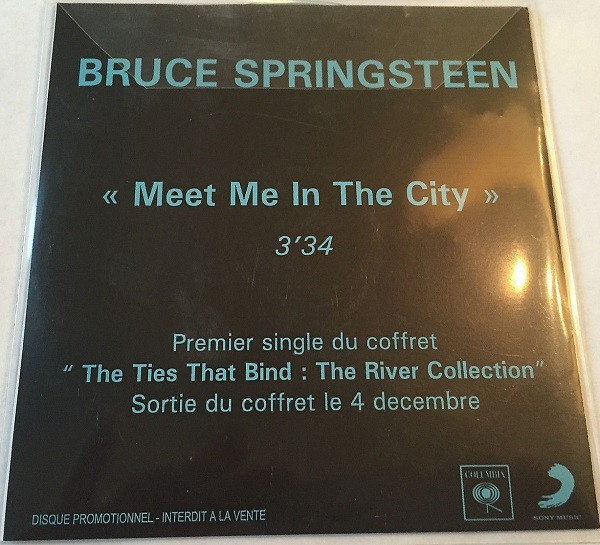 BRUCE SPRINGSTEEN
« Meet Me In The City »
3'34
Premier single du coffret
“ The Ties That Bind : The River Collection”
Sortie du coffret le 4 decembre
COLUMBIA
DISQUE PROMOTIONNEL - INTERDIT A LA VENTE
SONY MUSIC